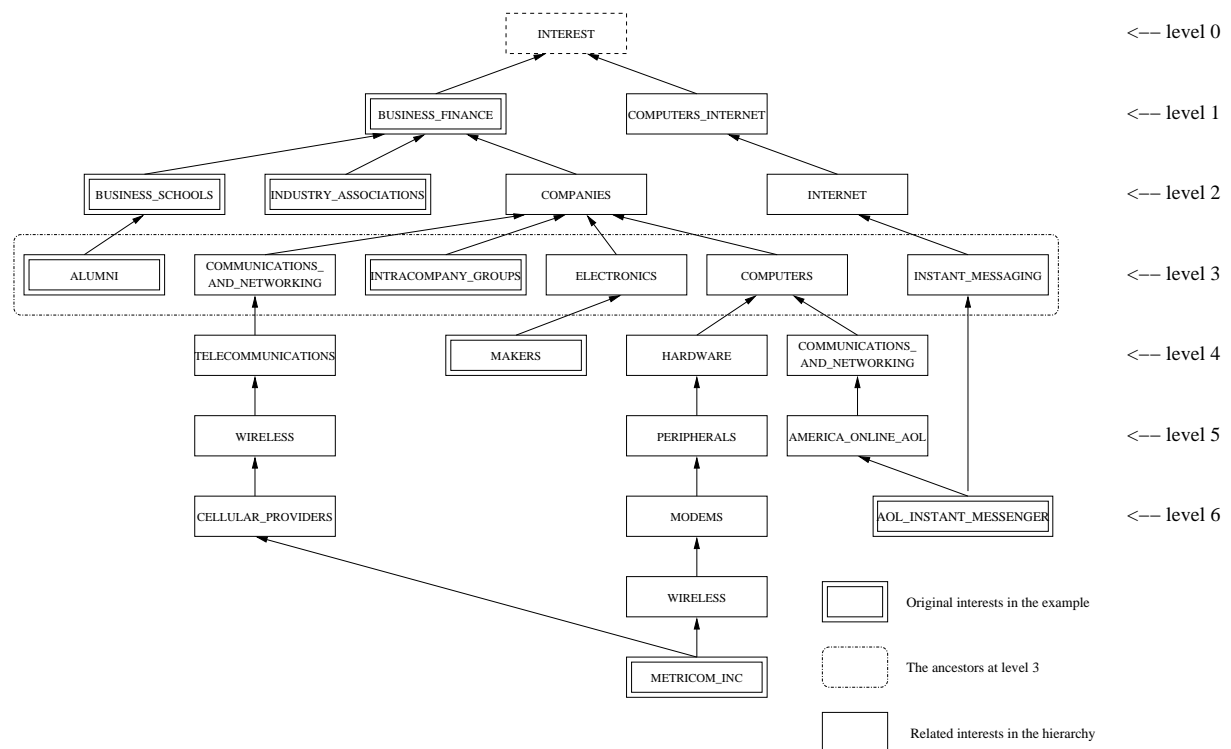 INTEREST
<−− level 0
BUSINESS_FINANCE
COMPUTERS_INTERNET
<−− level 1
BUSINESS_SCHOOLS
INDUSTRY_ASSOCIATIONS
COMPANIES
INTERNET
<−− level 2
ALUMNI
COMMUNICATIONS_
AND_NETWORKING
INTRACOMPANY_GROUPS
ELECTRONICS
COMPUTERS
INSTANT_MESSAGING
<−− level 3
TELECOMMUNICATIONS
MAKERS
HARDWARE
COMMUNICATIONS_
AND_NETWORKING
<−− level 4
WIRELESS
PERIPHERALS
AMERICA_ONLINE_AOL
<−− level 5
CELLULAR_PROVIDERS
MODEMS
AOL_INSTANT_MESSENGER
<−− level 6
WIRELESS
Original interests in the example
METRICOM_INC
The ancestors at level 3
Related interests in the hierarchy